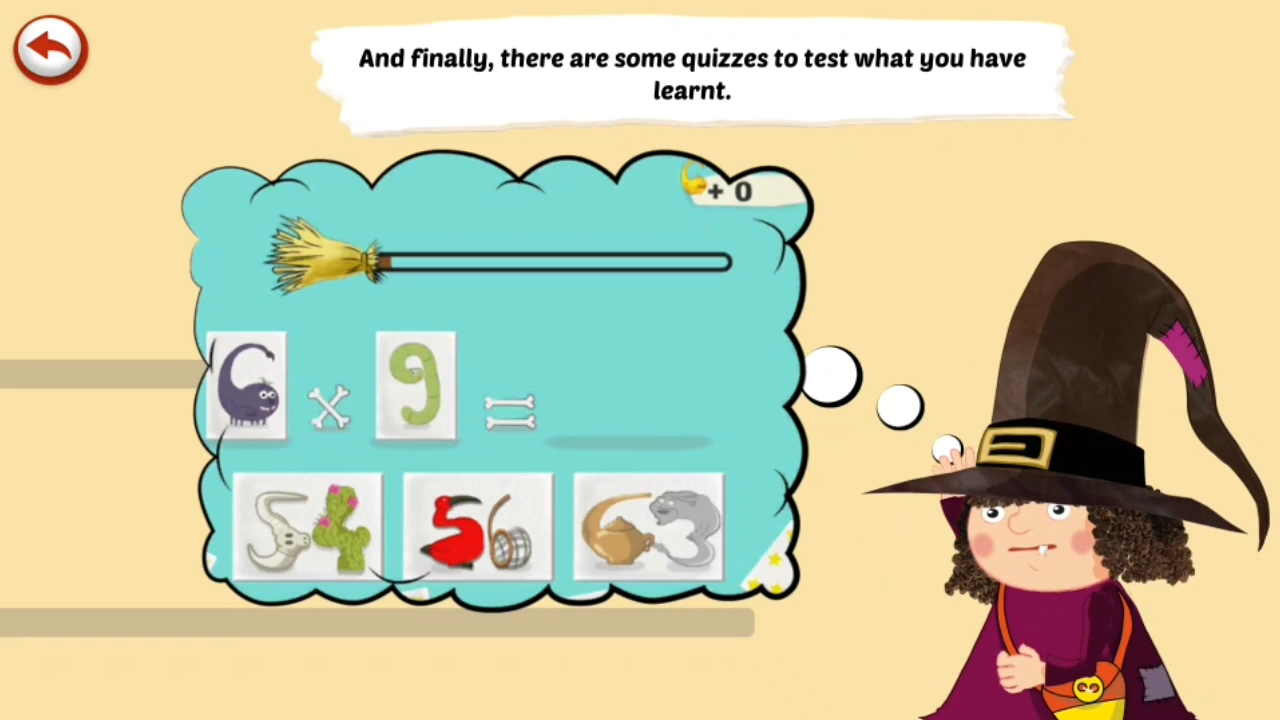 And finally, there are some quizzes to test what you have
learnt.
+ 0
6 × 9 =
54 56 63